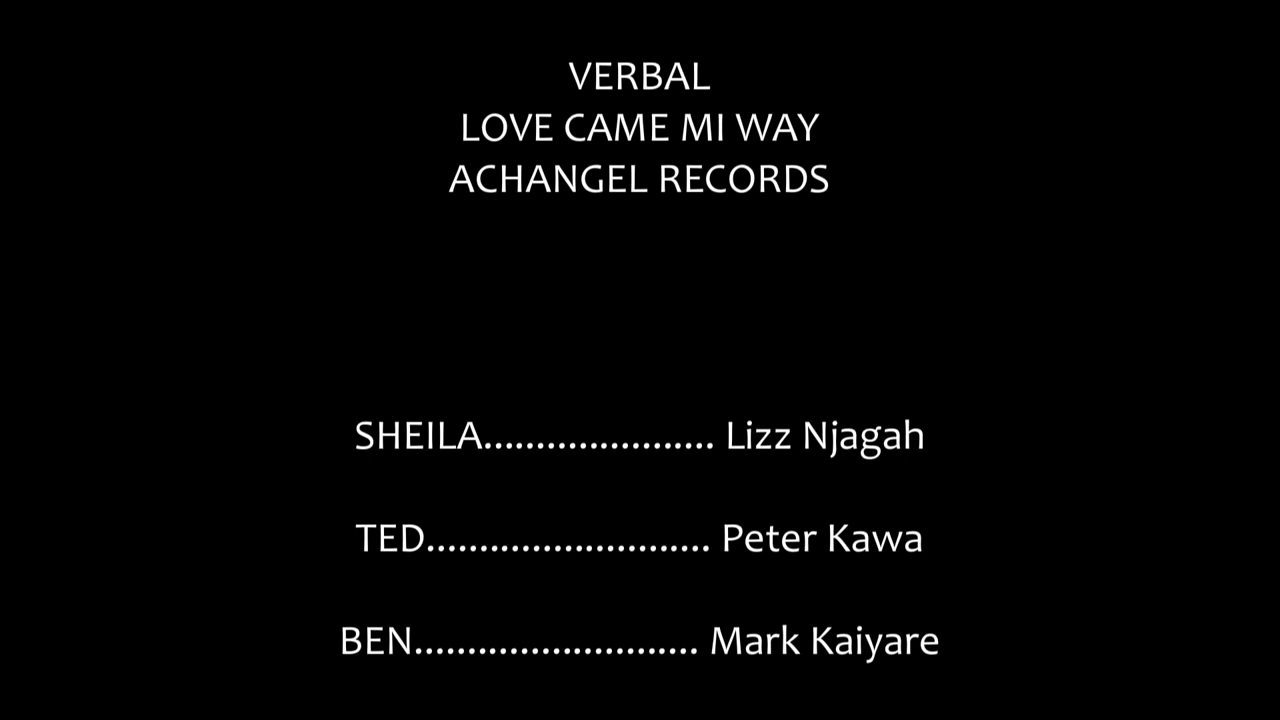 VERBAL
LOVE CAME MI WAY
ACHANGEL RECORDS
SHEILA...................... Lizz Njagah
TED........................... Peter Kawa
BEN........................... Mark Kaiyare